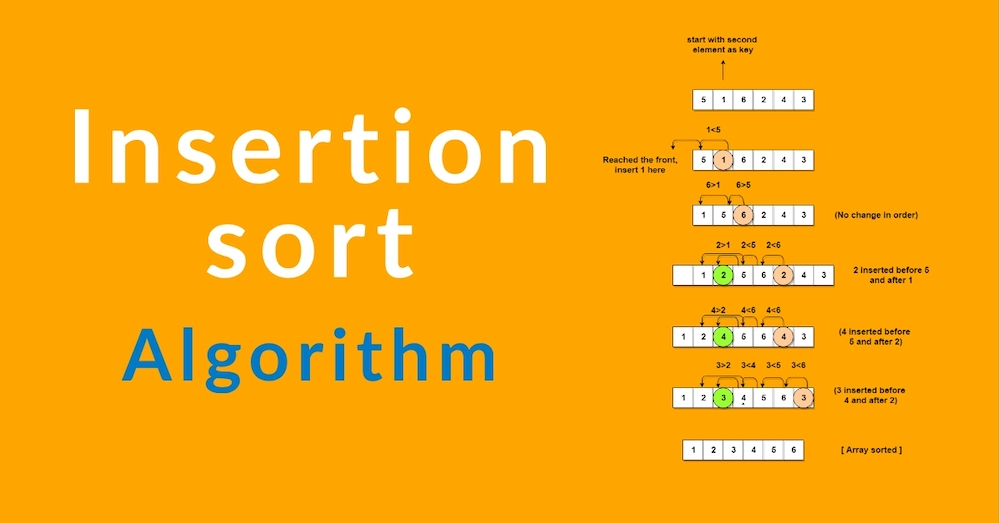 Insertion
sort
Algorithm
start with second
element as key
5 1 6 2 4 3
1<5
Reached the front,
insert 1 here
5 1 6 2 4 3
6>1 6>5
1 5 6 2 4 3
(No change in order)
2>1 2<5 2<6
1 2 5 6 2 4 3
2 inserted before 5
and after 1
4>2 4<6 4<6
1 2 4 5 6 4 3
(4 inserted before
5 and after 2)
3>2 3<4 3<5 3<6
1 2 3 4 5 6 3
(3 inserted before
4 and after 2)
1 2 3 4 5 6
[ Array sorted ]